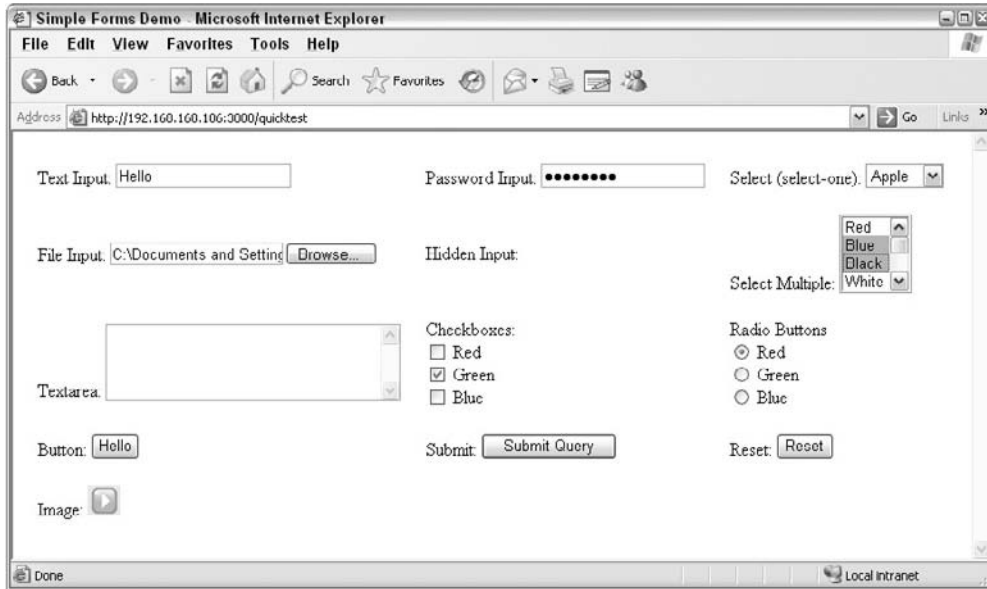 Simple Forms Demo - Microsoft Internet Explorer
File Edit View Favorites Tools Help
Back Search Favorites
Address http://192.160.160.106:3000/quicktest Go Links »
Text Input. Hello Password Input. •••••••• Select (select-one). Apple
File Input. C:\Documents and Setting Browse... Hidden Input: Select Multiple: Red
Blue
Black
White
Textarea. Checkboxes: Radio Buttons
Red Red
Green Green
Blue Blue
Button: Hello Submit: Submit Query Reset: Reset
Image:
Done Local intranet